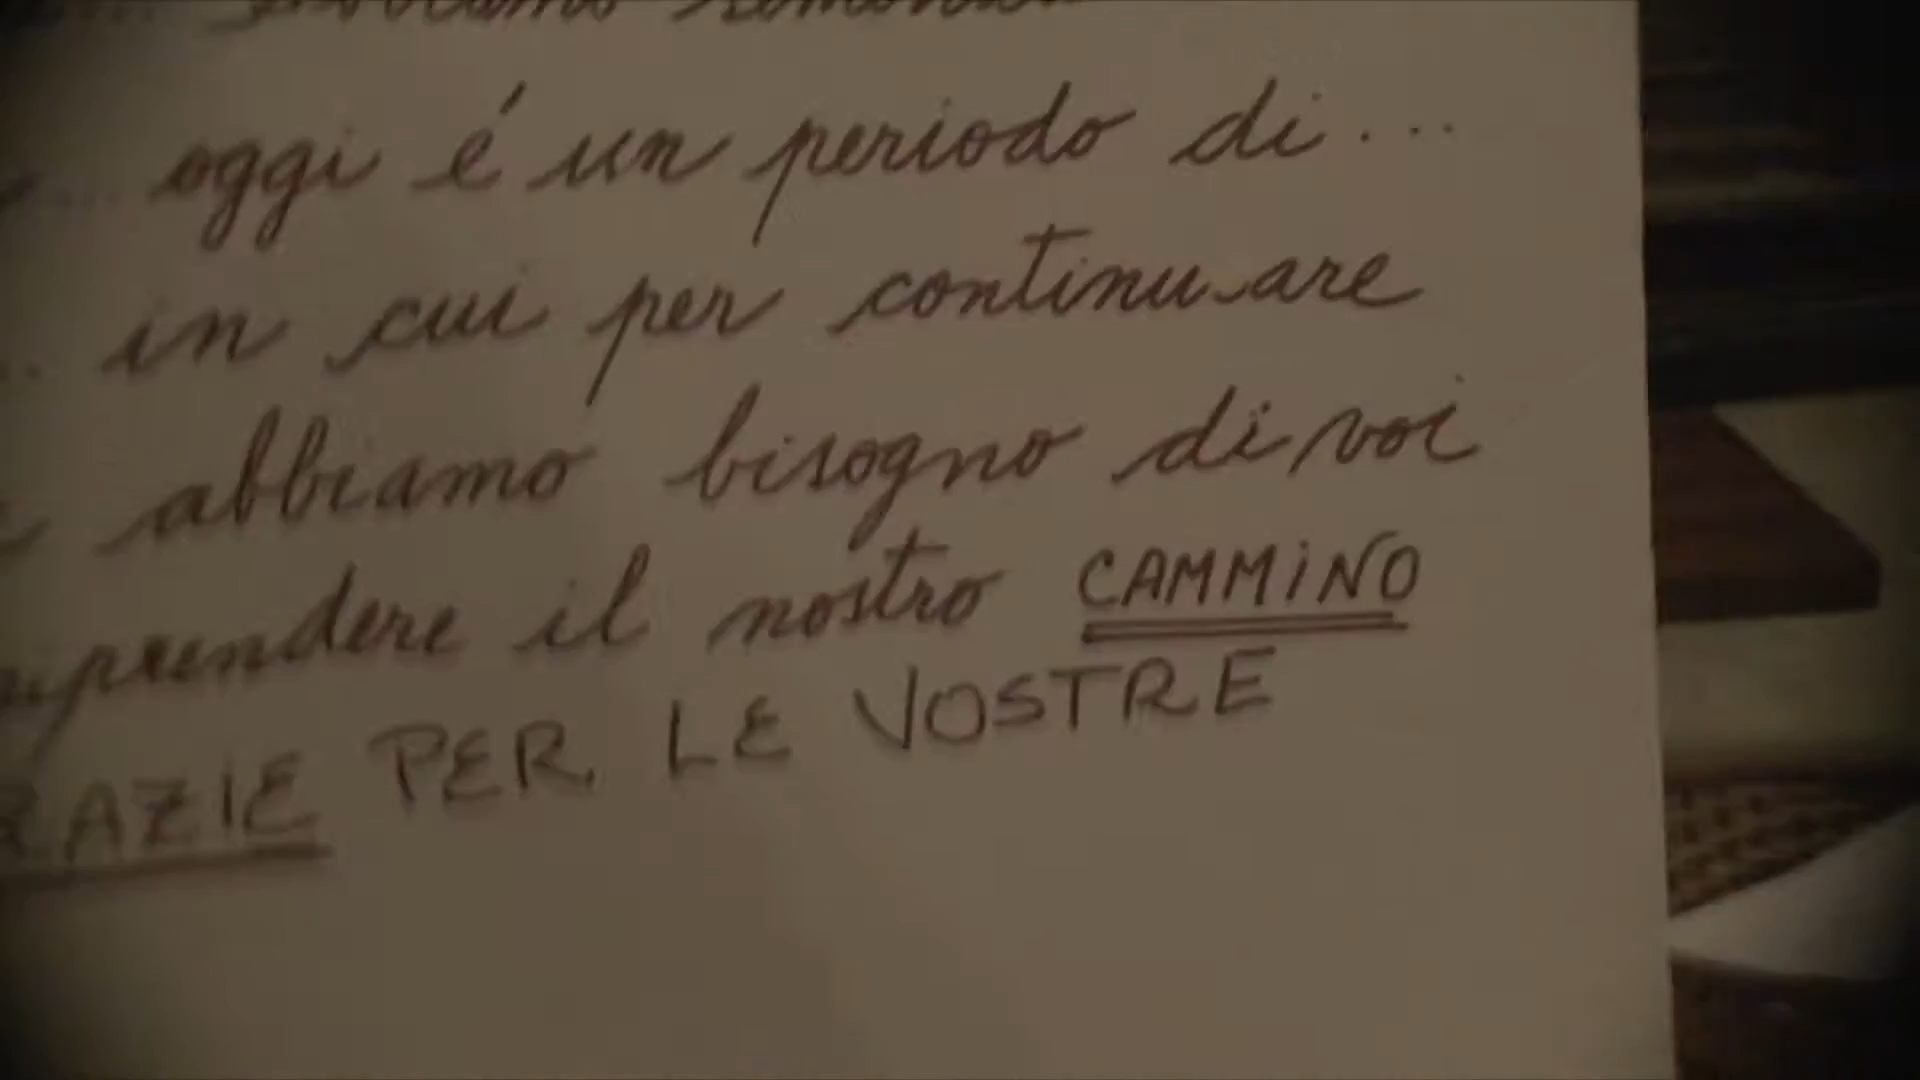 ... oggi é un periodo di ...
.. in cui per continuare
abbiamo bisogno di voi
il nostro CAMMiNO
PER LE VOSTRE